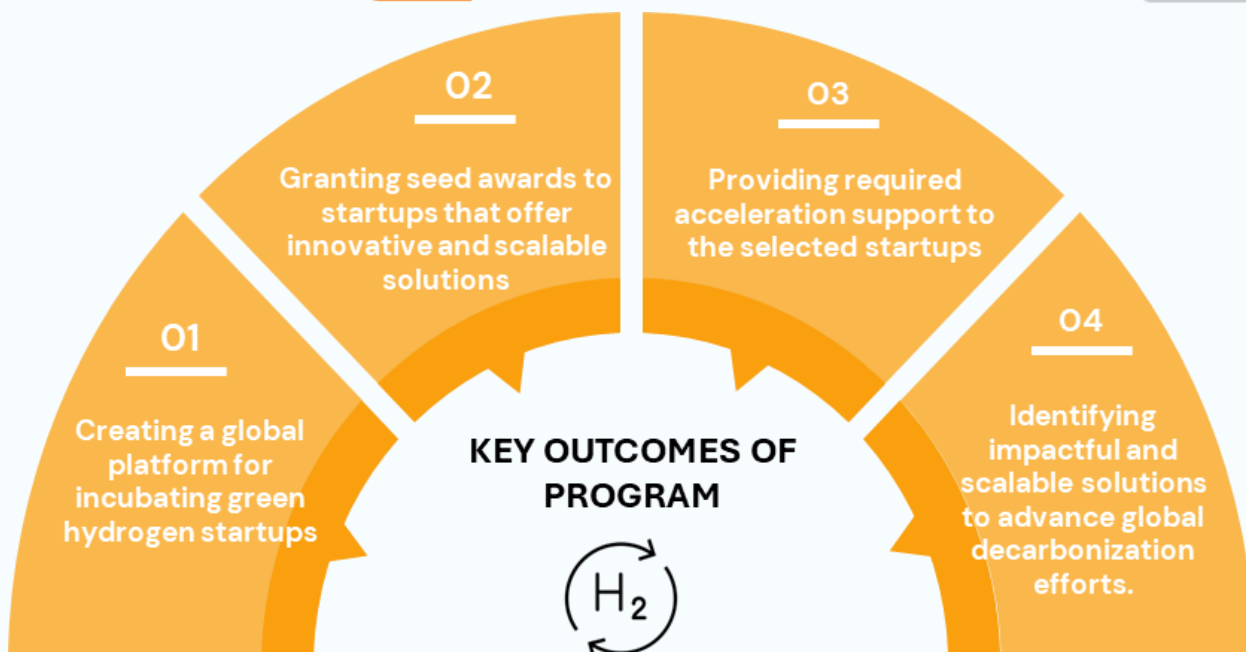 01
Creating a global
platform for
incubating green
hydrogen startups
02
Granting seed awards to
startups that offer
innovative and scalable
solutions
03
Providing required
acceleration support to
the selected startups
04
Identifying
impactful and
scalable solutions
to advance global
decarbonization
efforts.
KEY OUTCOMES OF
PROGRAM
H₂